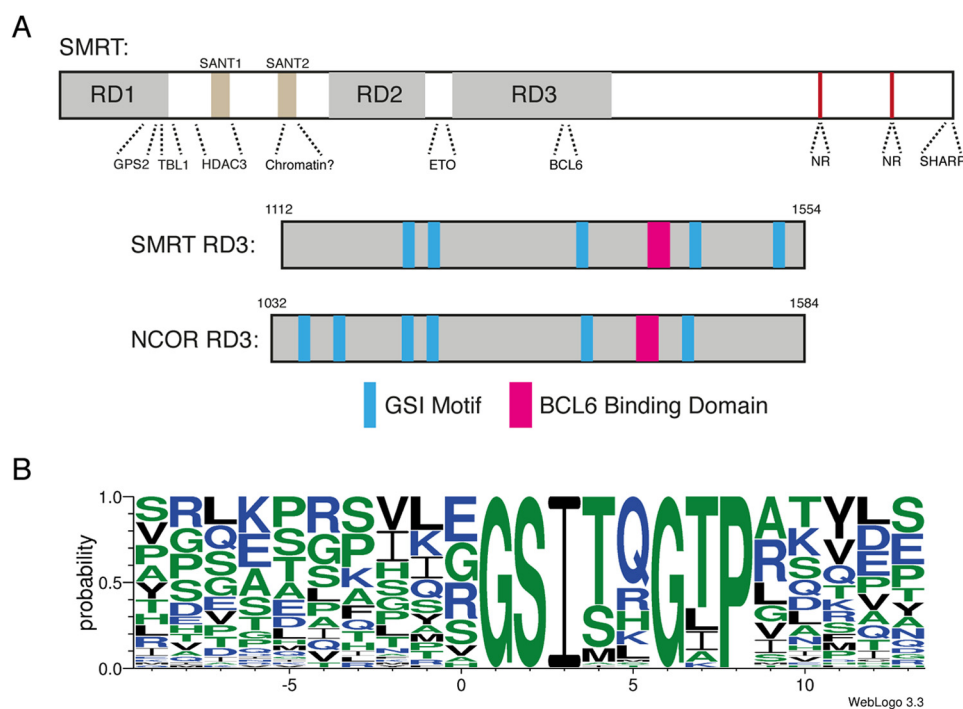 A
SMRT:
SANT1 SANT2
RD1 RD2 RD3
GPS2 TBL1 HDAC3 Chromatin? ETO BCL6 NR NR SHARP
1112 1554
SMRT RD3:
1032 1584
NCOR RD3:
GSI Motif BCL6 Binding Domain
B
probability
1.0
0.5
0.0
SRLKPRSVLEGSITQGTPATYLS
-5 0 5 10
WebLogo 3.3